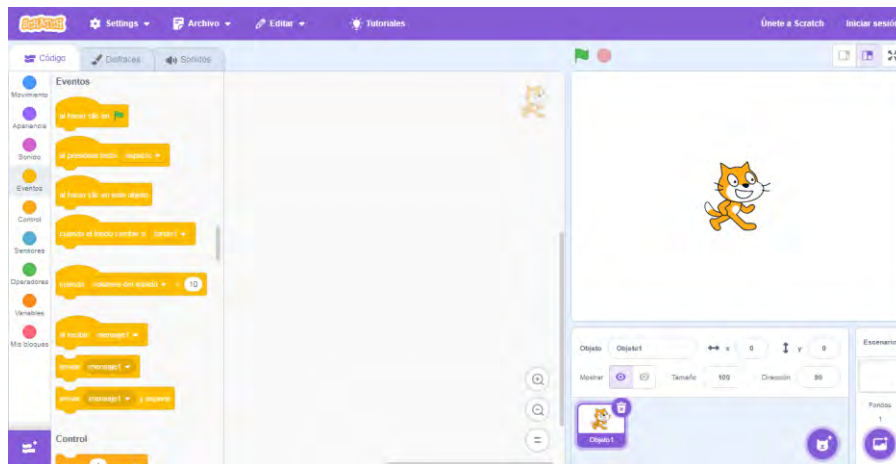 SCRATCH Settings Archivo Editar Tutoriales Únete a Scratch Iniciar sesión
Código Disfraces Sonidos
Movimiento
Apariencia
Sonido
Eventos
Control
Sensores
Operadores
Variables
Mis bloques
Eventos
al hacer clic en
al presionar tecla espacio
al hacer clic en este objeto
cuando el fondo cambie a fondo1
cuando volumen del sonido > 10
al recibir mensaje1
enviar mensaje1
enviar mensaje1 y esperar
Control
Objeto Objeto1 x 0 y 0
Mostrar Tamaño 100 Dirección 90
Objeto1
Escenario
Fondos
1